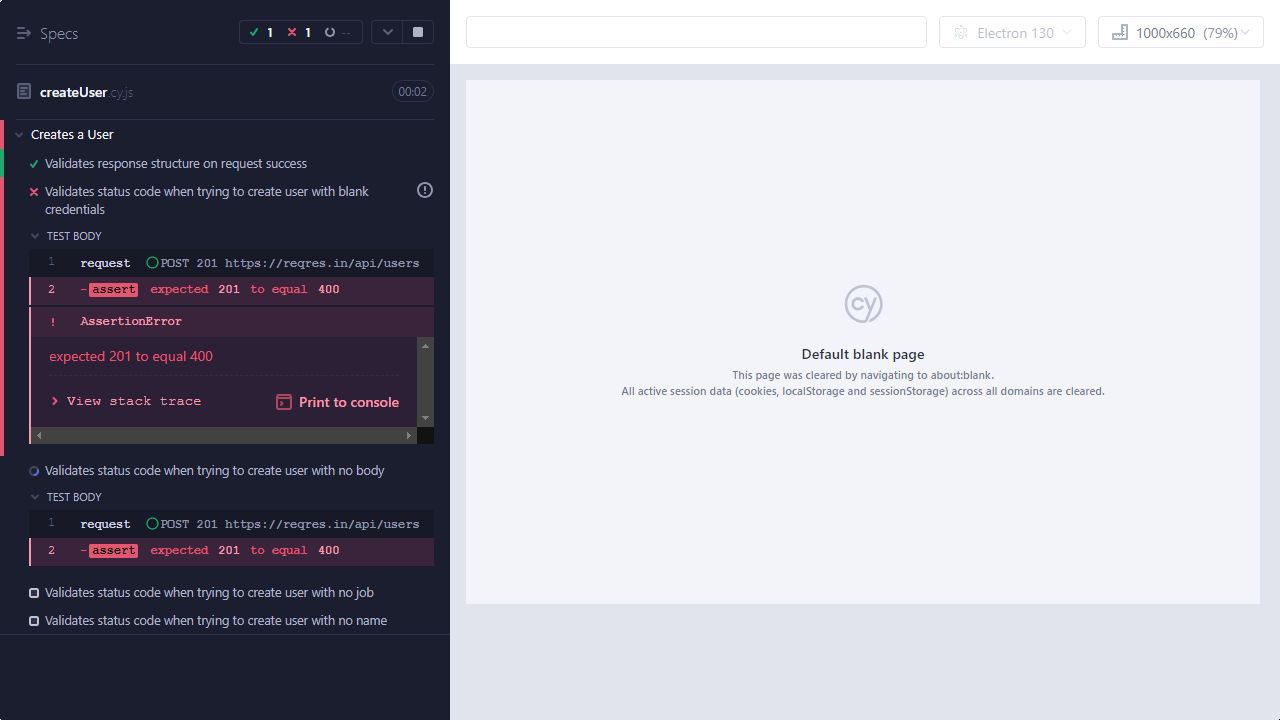 Specs
1 1 --
Electron 130
1000x660 (79%)
createUser.cy.js
00:02
Creates a User
Validates response structure on request success
Validates status code when trying to create user with blank
credentials
TEST BODY
1 request POST 201 https://reqres.in/api/users
2 -assert expected 201 to equal 400
! AssertionError
expected 201 to equal 400
> View stack trace
Print to console
Validates status code when trying to create user with no body
TEST BODY
1 request POST 201 https://reqres.in/api/users
2 -assert expected 201 to equal 400
Validates status code when trying to create user with no job
Validates status code when trying to create user with no name
cy
Default blank page
This page was cleared by navigating to about:blank.
All active session data (cookies, localStorage and sessionStorage) across all domains are cleared.